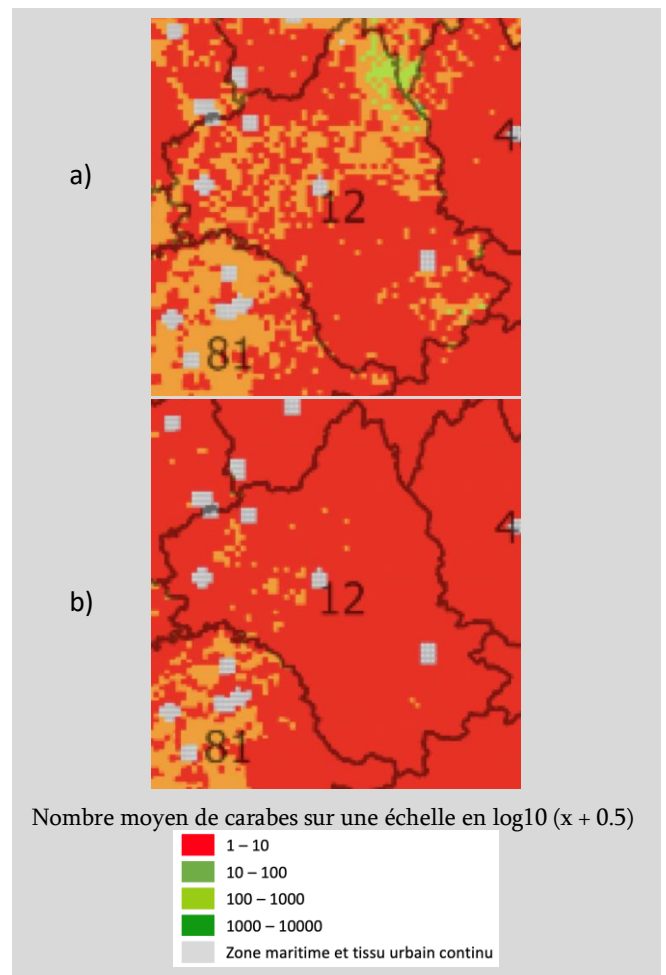 a)
4
12
81
b)
4
12
81
Nombre moyen de carabes sur une échelle en log10 (x + 0.5)
1 – 10
10 – 100
100 – 1000
1000 – 10000
Zone maritime et tissu urbain continu